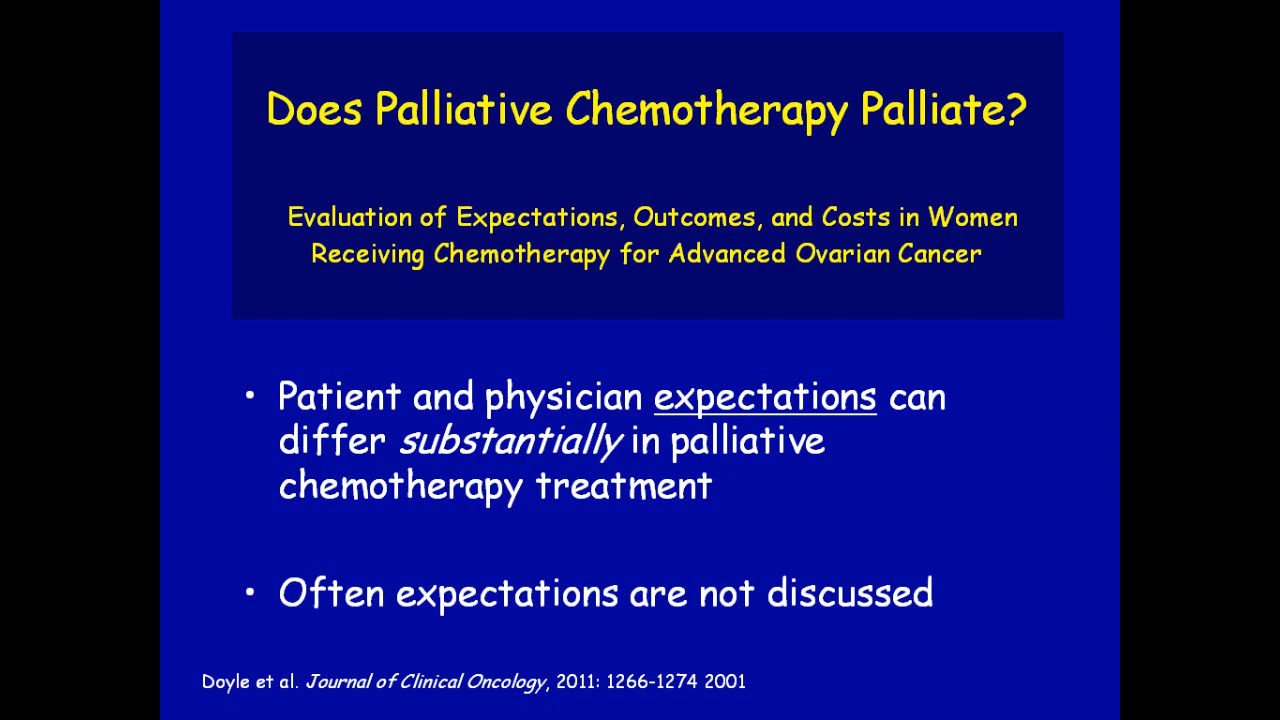 Does Palliative Chemotherapy Palliate?
Evaluation of Expectations, Outcomes, and Costs in Women
Receiving Chemotherapy for Advanced Ovarian Cancer
• Patient and physician expectations can
differ substantially in palliative
chemotherapy treatment
• Often expectations are not discussed
Doyle et al. Journal of Clinical Oncology, 2011: 1266-1274 2001